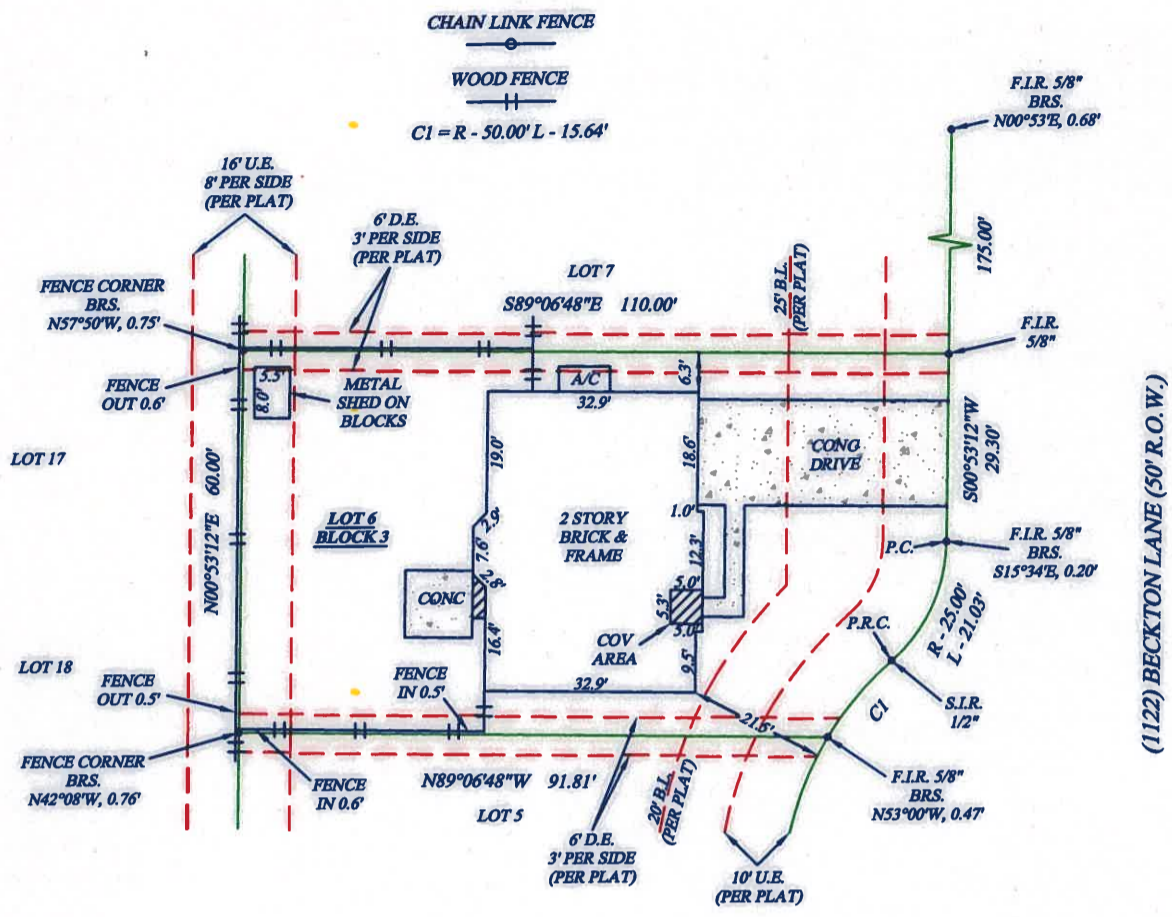 CHAIN LINK FENCE
WOOD FENCE
C1 = R - 50.00' L - 15.64'
F.I.R. 5/8"
BRS.
N00°53'E, 0.68'
16' U.E.
8' PER SIDE
(PER PLAT)
6' D.E.
3' PER SIDE
(PER PLAT)
175.00'
25' B.L.
(PER PLAT)
LOT 7
S89°06'48"E 110.00'
FENCE CORNER
BRS.
N57°50'W, 0.75'
F.I.R.
5/8"
FENCE
OUT 0.6'
5.5'
8.0'
METAL
SHED ON
BLOCKS
A/C
32.9'
6.3'
LOT 17
N00°53'12"E 60.00'
19.0'
18.6'
CONC
DRIVE
S00°53'12"W
29.30'
(1122) BECKTON LANE (50' R.O.W.)
LOT 6
BLOCK 3
2.9'
7.6'
2.8'
2 STORY
BRICK &
FRAME
1.0'
12.3'
P.C.
F.I.R. 5/8"
BRS.
S15°34'E, 0.20'
CONC
16.4'
5.0'
5.3'
5.0'
COV
AREA
9.5'
P.R.C.
R - 25.00'
L - 21.03'
LOT 18
FENCE
OUT 0.5'
FENCE
IN 0.5'
32.9'
21.6'
C1
S.I.R.
1/2"
FENCE CORNER
BRS.
N42°08'W, 0.76'
FENCE
IN 0.6'
N89°06'48"W 91.81'
LOT 5
20' B.L.
(PER PLAT)
F.I.R. 5/8"
BRS.
N53°00'W, 0.47'
6' D.E.
3' PER SIDE
(PER PLAT)
10' U.E.
(PER PLAT)